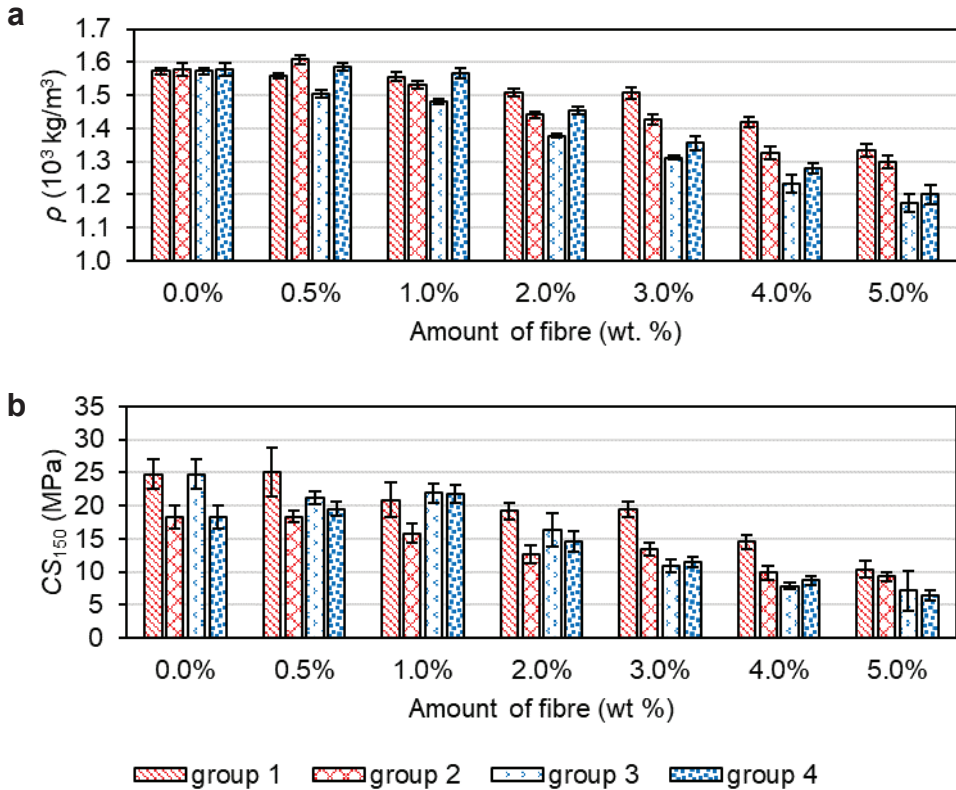 a
1.7
1.6
1.5
1.4
1.3
1.2
1.1
1.0
ρ (10³ kg/m³)
0.0% 0.5% 1.0% 2.0% 3.0% 4.0% 5.0%
Amount of fibre (wt. %)
b
35
30
25
20
15
10
5
0
CS₁₅₀ (MPa)
0.0% 0.5% 1.0% 2.0% 3.0% 4.0% 5.0%
Amount of fibre (wt %)
group 1 group 2 group 3 group 4